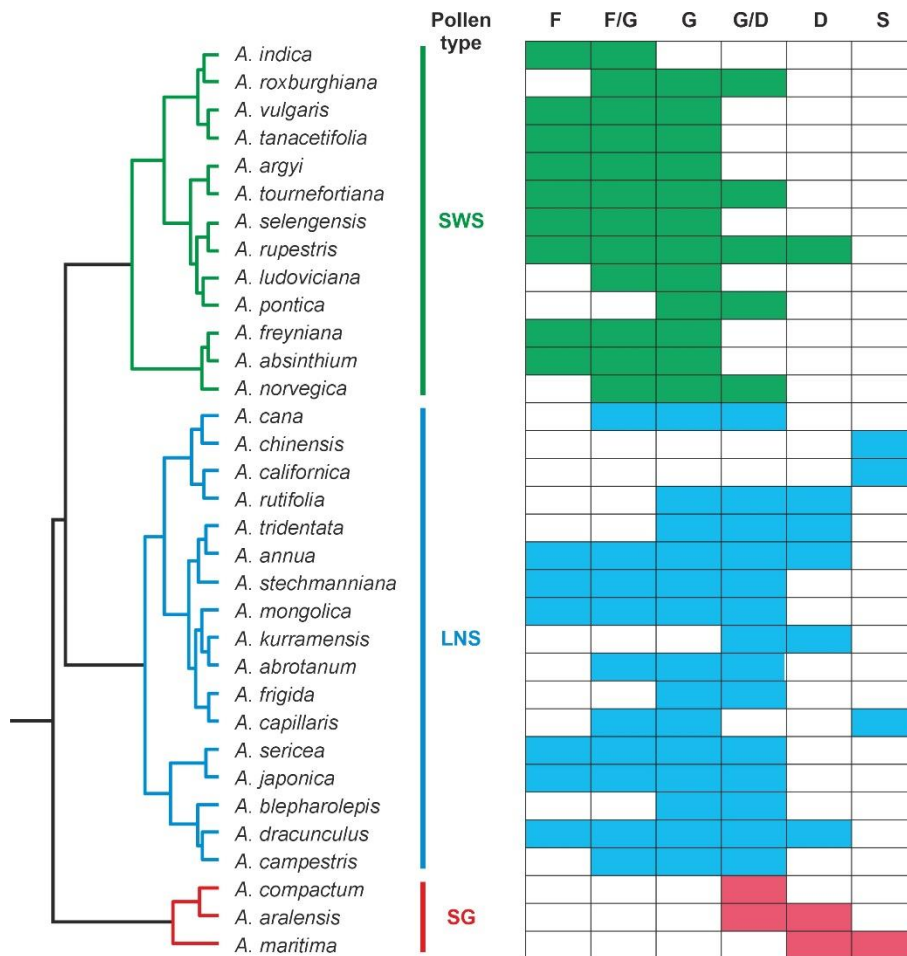 Pollen type F F/G G G/D D S
A. indica
A. roxburghiana
A. vulgaris
A. tanacetifolia
A. argyi
A. tournefortiana
A. selengensis
SWS
A. rupestris
A. ludoviciana
A. pontica
A. freyniana
A. absinthium
A. norvegica
A. cana
A. chinensis
A. californica
A. rutifolia
A. tridentata
A. annua
A. stechmanniana
A. mongolica
A. kurramensis
LNS
A. abrotanum
A. frigida
A. capillaris
A. sericea
A. japonica
A. blepharolepis
A. dracunculus
A. campestris
A. compactum
A. aralensis
SG
A. maritima